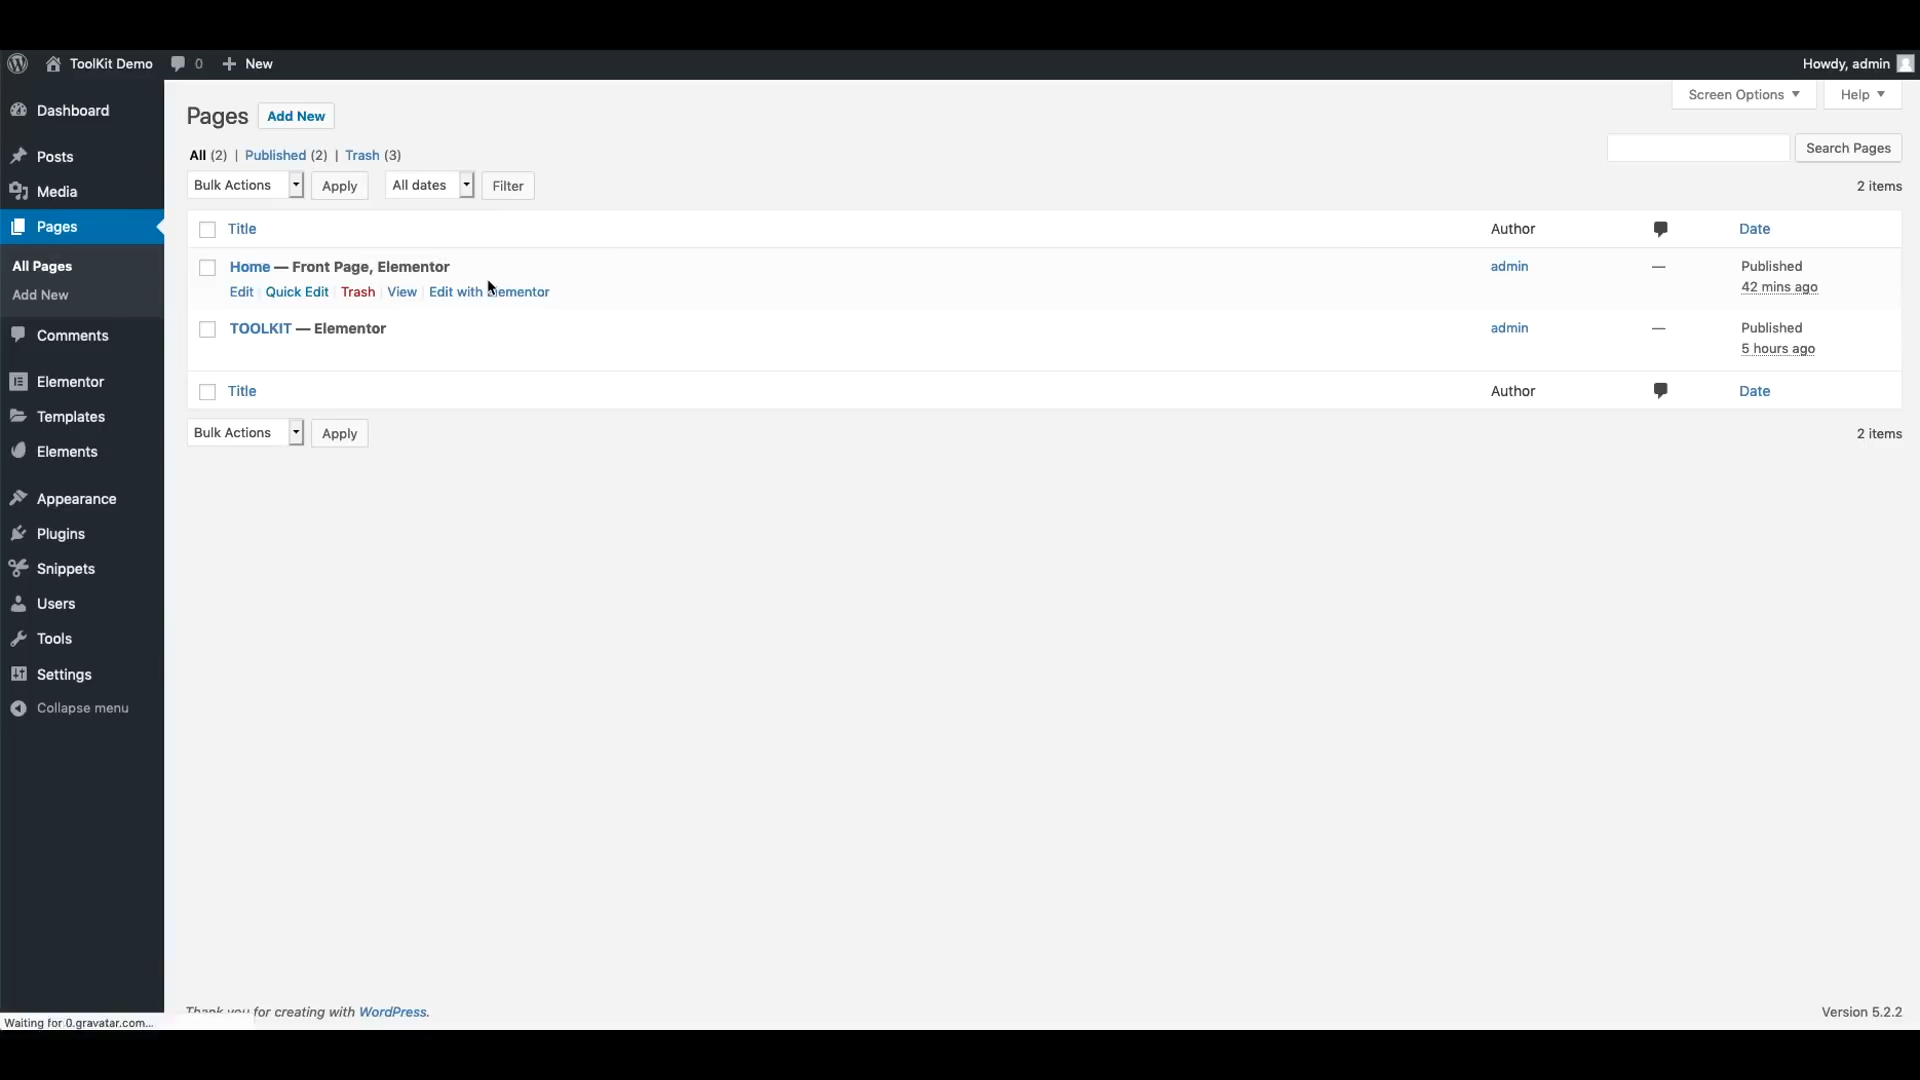 ToolKit Demo 0 New Howdy, admin
Screen Options Help
Dashboard
Posts
Media
Pages
All Pages
Add New
Comments
Elementor
Templates
Elements
Appearance
Plugins
Snippets
Users
Tools
Settings
Collapse menu
Pages Add New
All (2) | Published (2) | Trash (3)
Search Pages
Bulk Actions Apply All dates Filter 2 items
Title Author Date
Home — Front Page, Elementor admin — Published
Edit | Quick Edit | Trash | View | Edit with Elementor 42 mins ago
TOOLKIT — Elementor admin — Published
5 hours ago
Title Author Date
Bulk Actions Apply 2 items
Thank you for creating with WordPress. Version 5.2.2
Waiting for 0.gravatar.com...